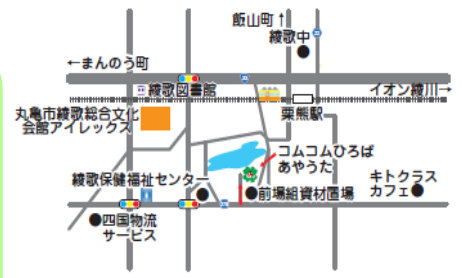 飯山町↑
綾歌中
←まんのう町
綾歌図書館
イオン綾川→
丸亀市綾歌総合文化
会館アイレックス
栗熊駅
コムコムひろば
あやうた
綾歌保健福祉センター
キトクラス
カフェ
前場組資材置場
四国物流
サービス